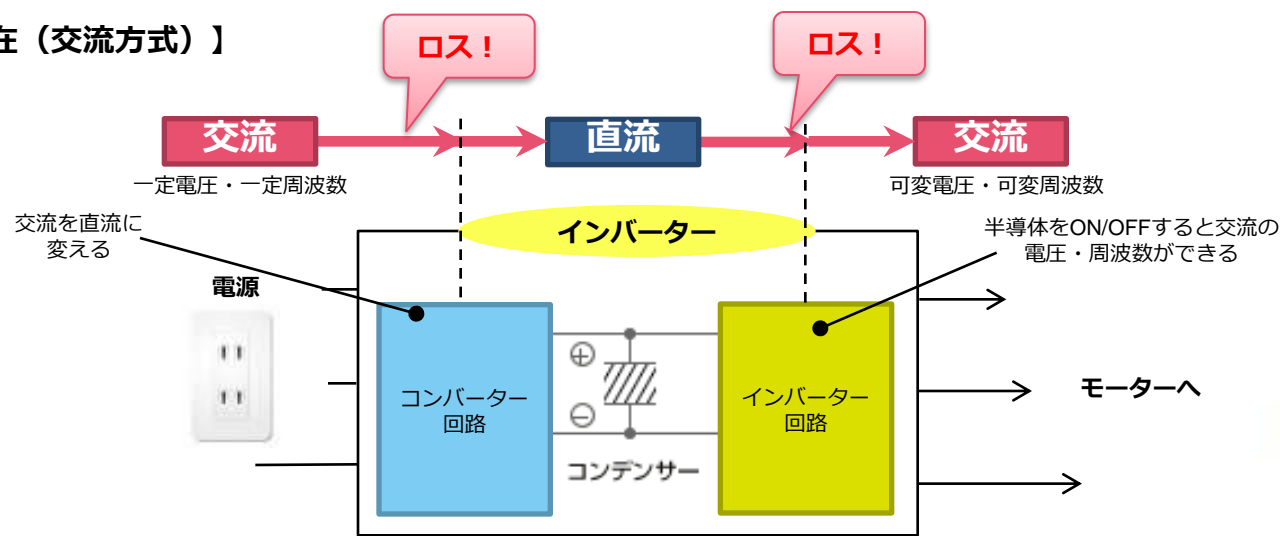 在（交流方式）】
ロス！
ロス！
交流
直流
交流
一定電圧・一定周波数
可変電圧・可変周波数
交流を直流に
変える
インバーター
半導体をON/OFFすると交流の
電圧・周波数ができる
電源
⊕
コンバーター
回路
インバーター
回路
モーターへ
⊖
コンデンサー